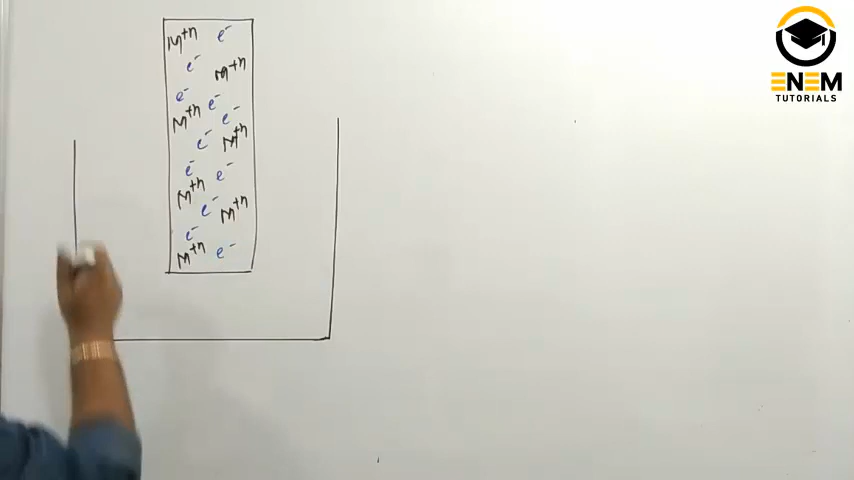 M⁺ⁿ e⁻
e⁻
M⁺ⁿ
e⁻ e⁻
M⁺ⁿ e⁻
e⁻ M⁺ⁿ
e⁻ e⁻
M⁺ⁿ
e⁻ M⁺ⁿ
e⁻
M⁺ⁿ e⁻
ENEM
TUTORIALS